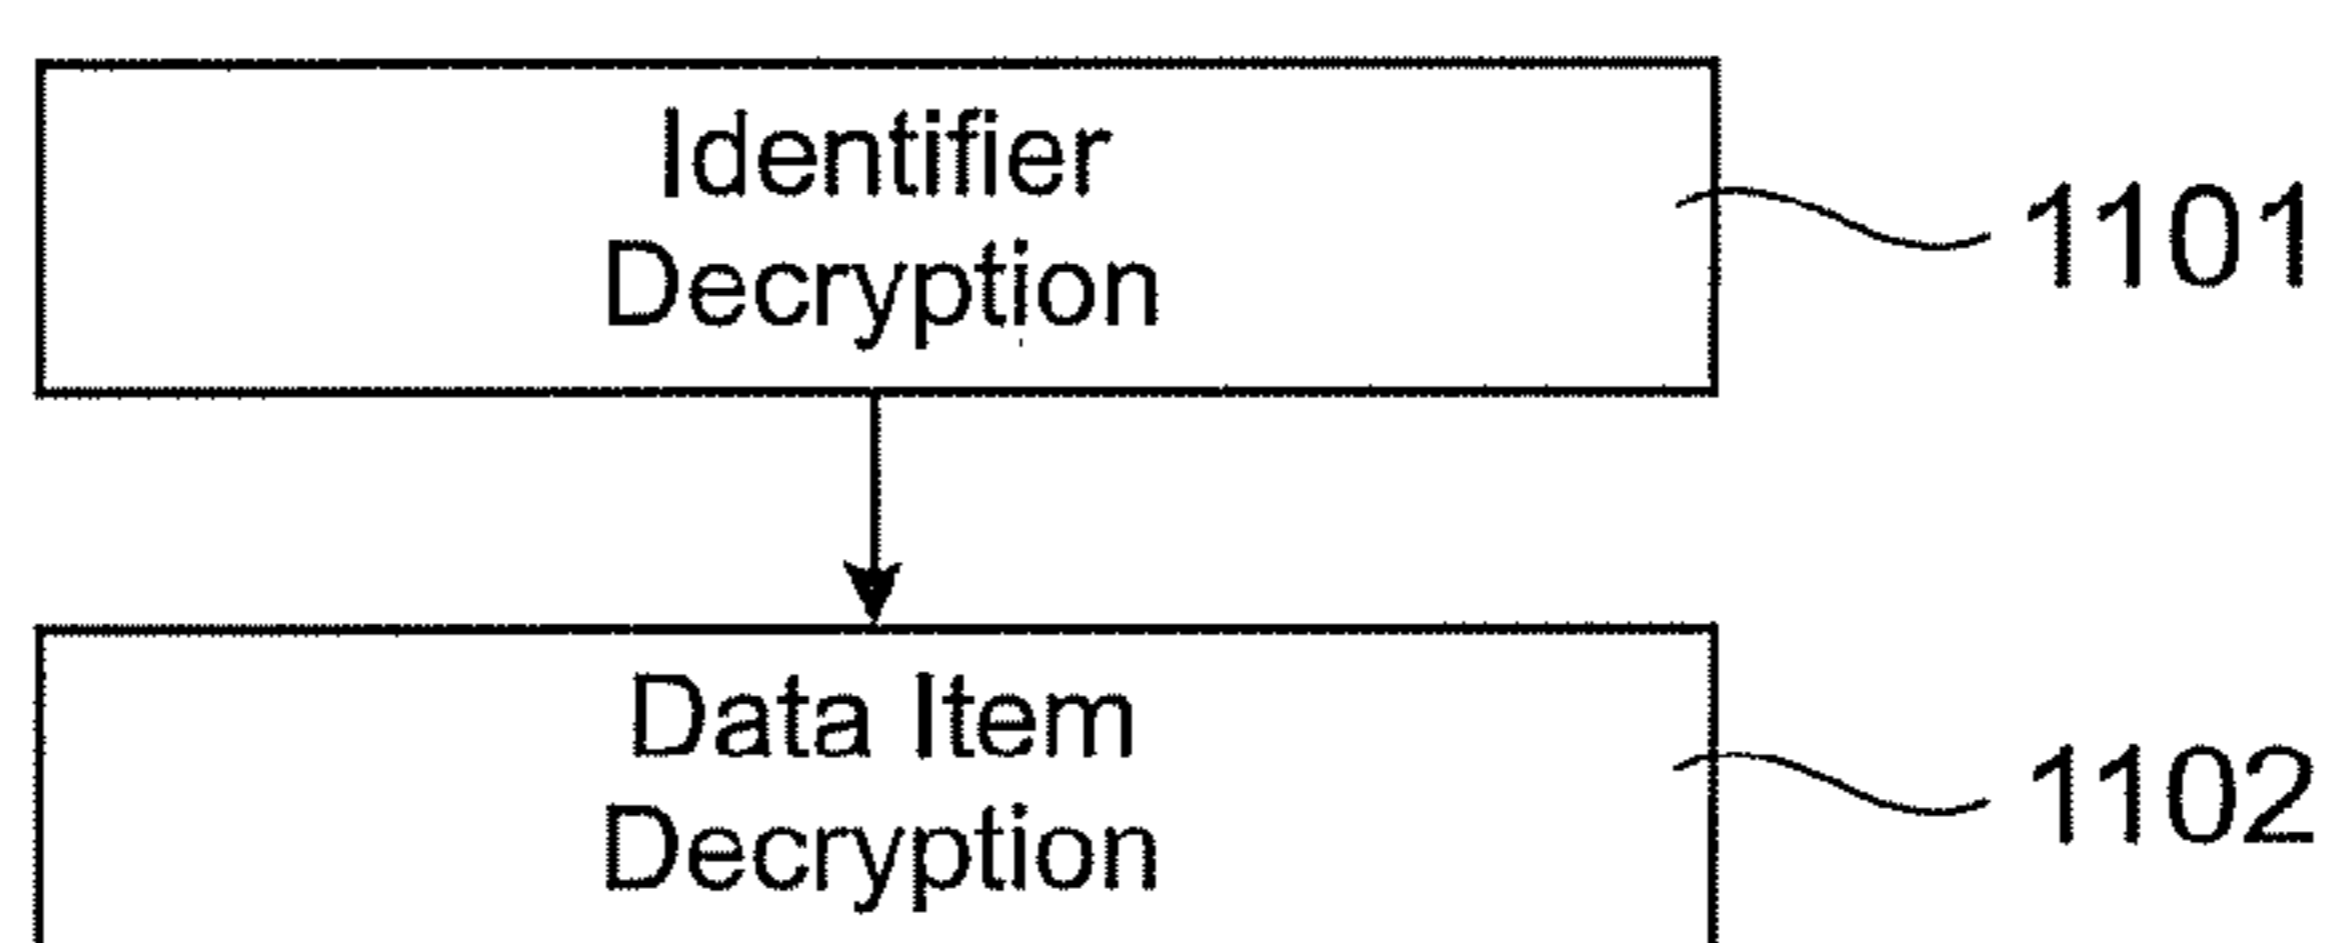 Identifier
Decryption
1101
Data Item
Decryption
1102